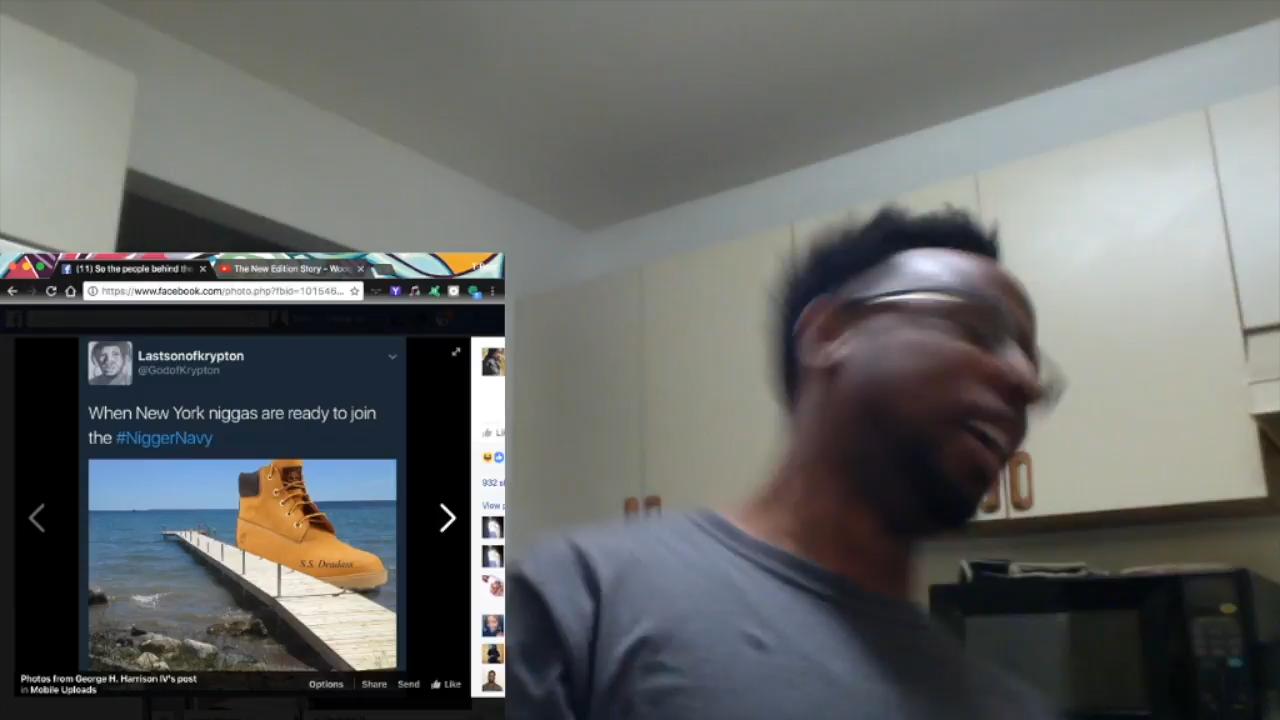 (11) So the people behind the
The New Edition Story - Woo
https://www.facebook.com/photo.php?fbid=101546...
Lastsonofkrypton
@GodofKrypton
When New York niggas are ready to join
the #NiggerNavy
S.S. Deadass
932 s
View p
Photos from George H. Harrison IV's post
in Mobile Uploads
Options
Share
Send
Like